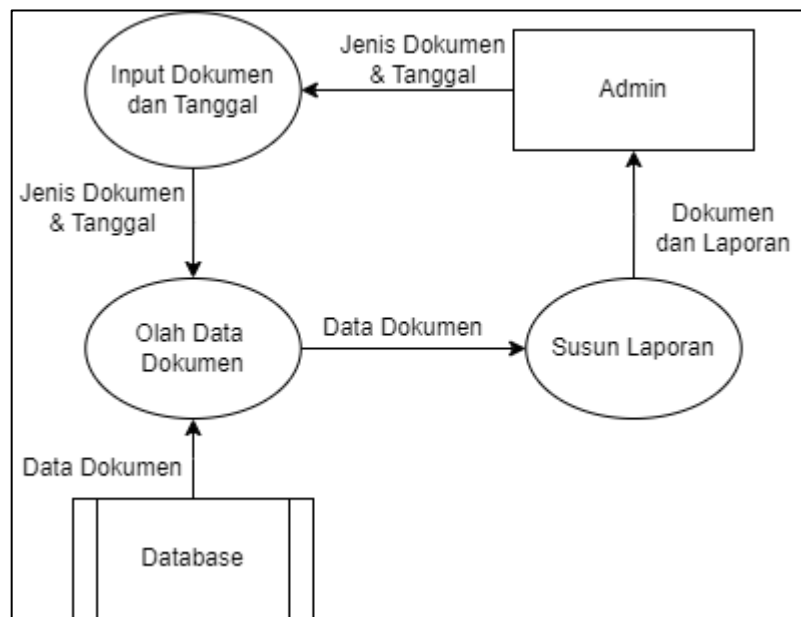 Input Dokumen
dan Tanggal
Jenis Dokumen
& Tanggal
Admin
Jenis Dokumen
& Tanggal
Dokumen
dan Laporan
Olah Data
Dokumen
Data Dokumen
Susun Laporan
Data Dokumen
Database